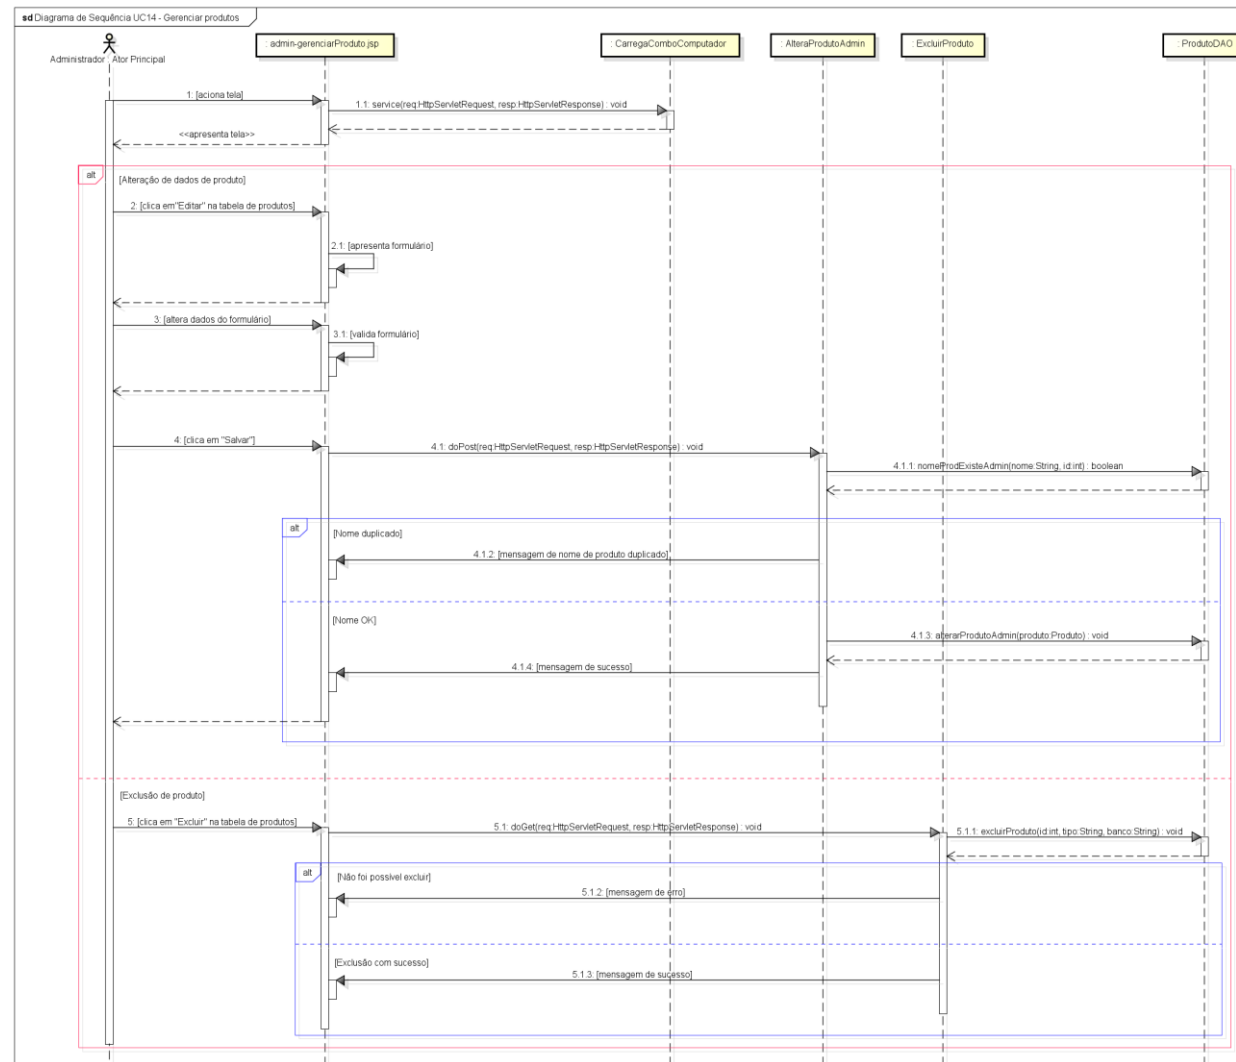 sd Diagrama de Sequência UC14 - Gerenciar produtos
Administrador : Ator Principal
: admin-gerenciarProduto.jsp
: CarregaComboComputador
: AlteraProdutoAdmin
: ExcluirProduto
: ProdutoDAO
1: [aciona tela]
1.1: service(req:HttpServletRequest, resp:HttpServletResponse) : void
<<apresenta tela>>
alt
[Alteração de dados de produto]
2: [clica em"Editar" na tabela de produtos]
2.1: [apresenta formulário]
3: [altera dados do formulário]
3.1: [valida formulário]
4: [clica em "Salvar"]
4.1: doPost(req:HttpServletRequest, resp:HttpServletResponse) : void
4.1.1: nomeProdExisteAdmin(nome:String, id:int) : boolean
alt
[Nome duplicado]
4.1.2: [mensagem de nome de produto duplicado]
[Nome OK]
4.1.3: alterarProdutoAdmin(produto:Produto) : void
4.1.4: [mensagem de sucesso]
[Exclusão de produto]
5: [clica em "Excluir" na tabela de produtos]
5.1: doGet(req:HttpServletRequest, resp:HttpServletResponse) : void
5.1.1: excluirProduto(id:int, tipo:String, banco:String) : void
alt
[Não foi possível excluir]
5.1.2: [mensagem de erro]
[Exclusão com sucesso]
5.1.3: [mensagem de sucesso]